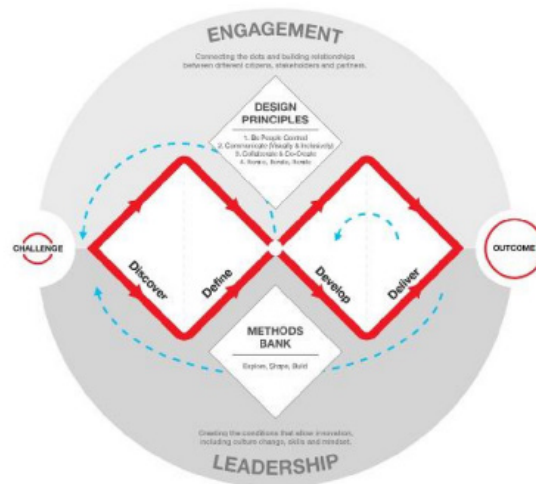 ENGAGEMENT
Connecting the dots and building relationships
between different citizens, stakeholders and partners.
DESIGN
PRINCIPLES
1. Be People Centred
2. Communicate (Visually & Inclusively)
3. Collaborate & Co-Create
4. Iterate, Iterate, Iterate
CHALLENGE
OUTCOME
Discover
Define
Develop
Deliver
METHODS
BANK
Explore, Shape, Build
Creating the conditions that allow innovation,
including culture change, skills and mindset.
LEADERSHIP